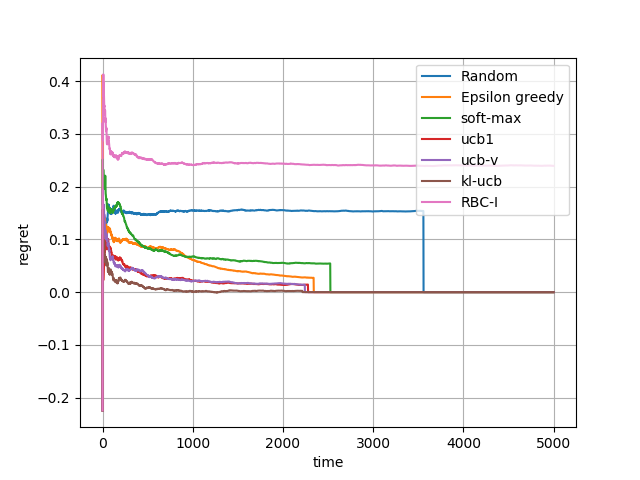 0.4
0.3
0.2
0.1
0.0
−0.1
−0.2
regret
0 1000 2000 3000 4000 5000
time
Random
Epsilon greedy
soft-max
ucb1
ucb-v
kl-ucb
RBC-I